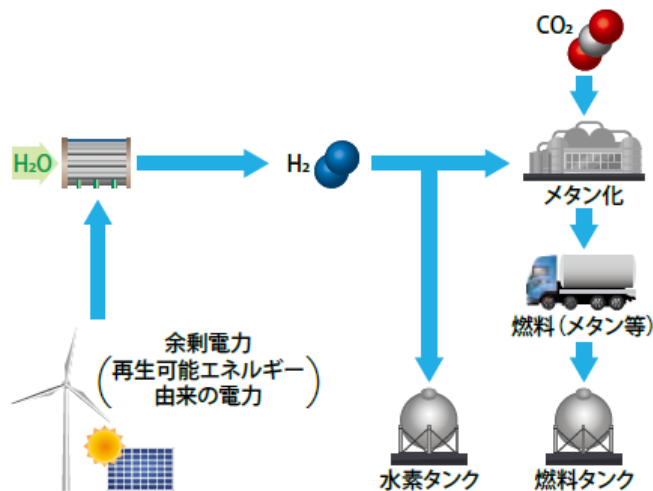 CO₂
H₂O
H₂
メタン化
燃料(メタン等)
余剰電力
(再生可能エネルギー
由来の電力)
水素タンク
燃料タンク